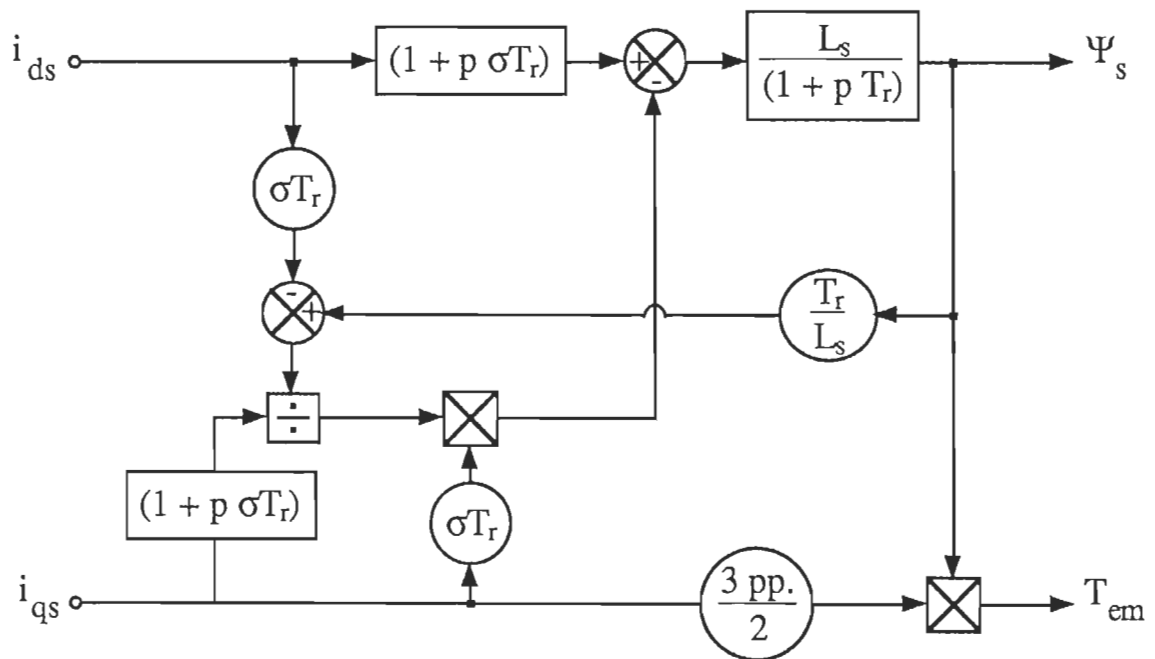 i_ds
(1 + p σT_r)
+
-
L_s
(1 + p T_r)
Ψ_s
σT_r
-
+
T_r
L_s
÷
(1 + p σT_r)
σT_r
i_qs
3 pp.
2
T_em